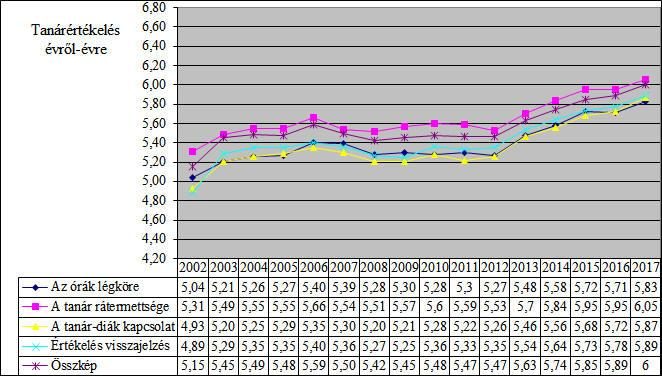 Tanárértékelés
évről-évre
6,80
6,60
6,40
6,20
6,00
5,80
5,60
5,40
5,20
5,00
4,80
4,60
4,40
4,20
2002 2003 2004 2005 2006 2007 2008 2009 2010 2011 2012 2013 2014 2015 2016 2017
Az órák légköre 5,04 5,21 5,26 5,27 5,40 5,39 5,28 5,30 5,28 5,3 5,27 5,48 5,58 5,72 5,71 5,83
A tanár rátermettsége 5,31 5,49 5,55 5,55 5,66 5,54 5,51 5,57 5,6 5,59 5,53 5,7 5,84 5,95 5,95 6,05
A tanár-diák kapcsolat 4,93 5,20 5,25 5,29 5,35 5,30 5,20 5,21 5,28 5,22 5,26 5,46 5,56 5,68 5,72 5,87
Értékelés visszajelzés 4,89 5,29 5,35 5,35 5,40 5,36 5,27 5,25 5,36 5,33 5,35 5,54 5,64 5,73 5,78 5,89
Összkép 5,15 5,45 5,49 5,48 5,59 5,50 5,42 5,45 5,48 5,47 5,47 5,63 5,74 5,85 5,89 6